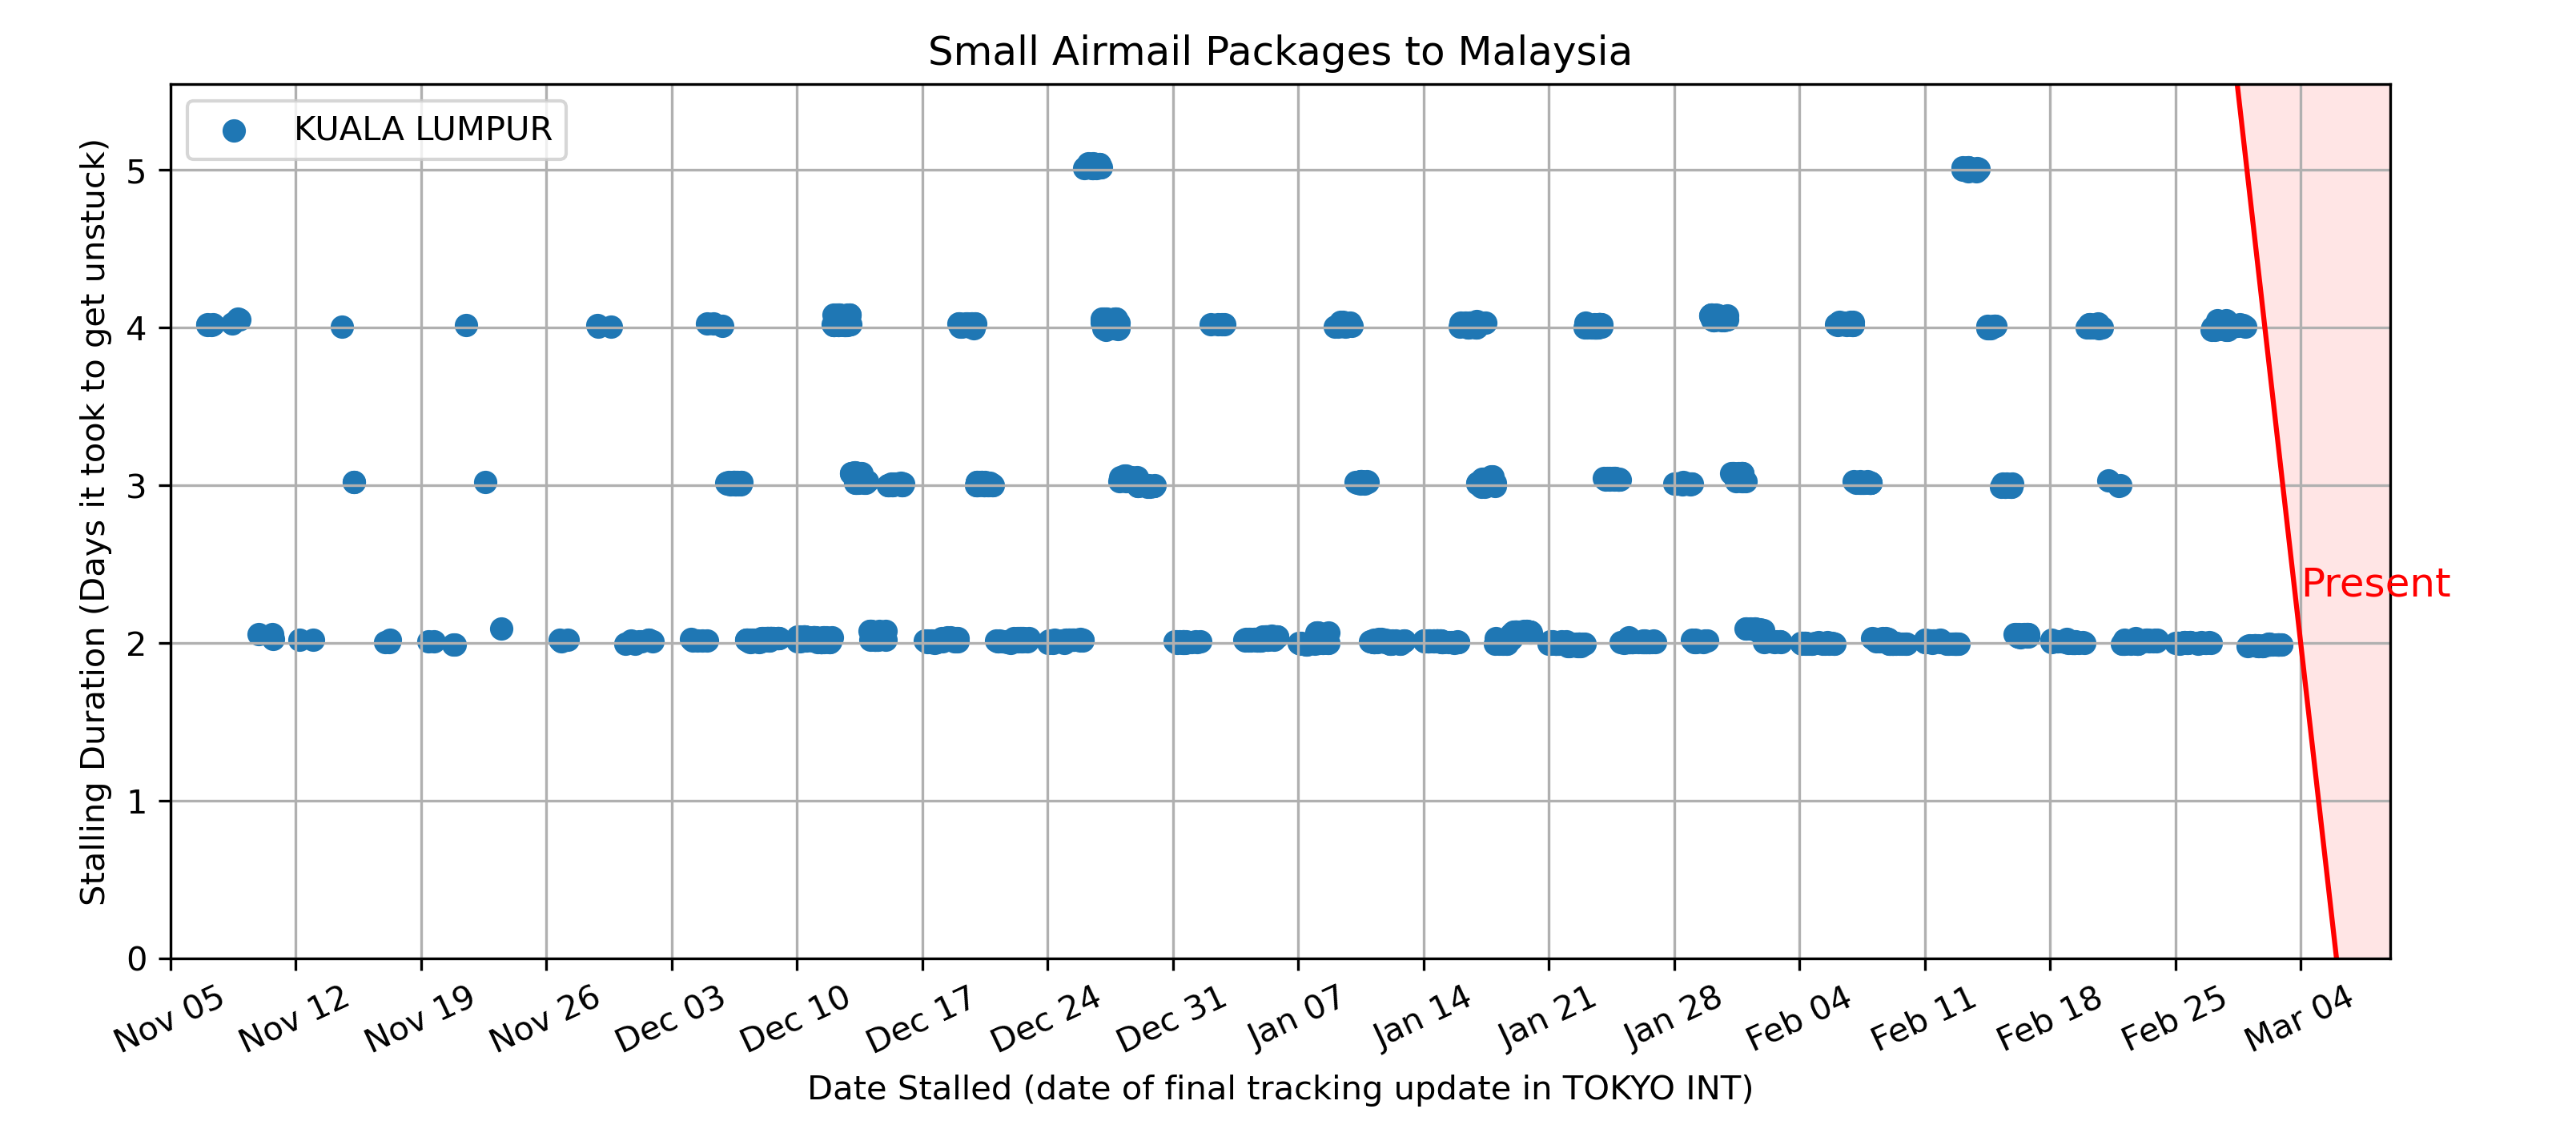 Small Airmail Packages to Malaysia
KUALA LUMPUR
Stalling Duration (Days it took to get unstuck)
5
4
3
2
1
0
Present
Nov 05
Nov 12
Nov 19
Nov 26
Dec 03
Dec 10
Dec 17
Dec 24
Dec 31
Jan 07
Jan 14
Jan 21
Jan 28
Feb 04
Feb 11
Feb 18
Feb 25
Mar 04
Date Stalled (date of final tracking update in TOKYO INT)